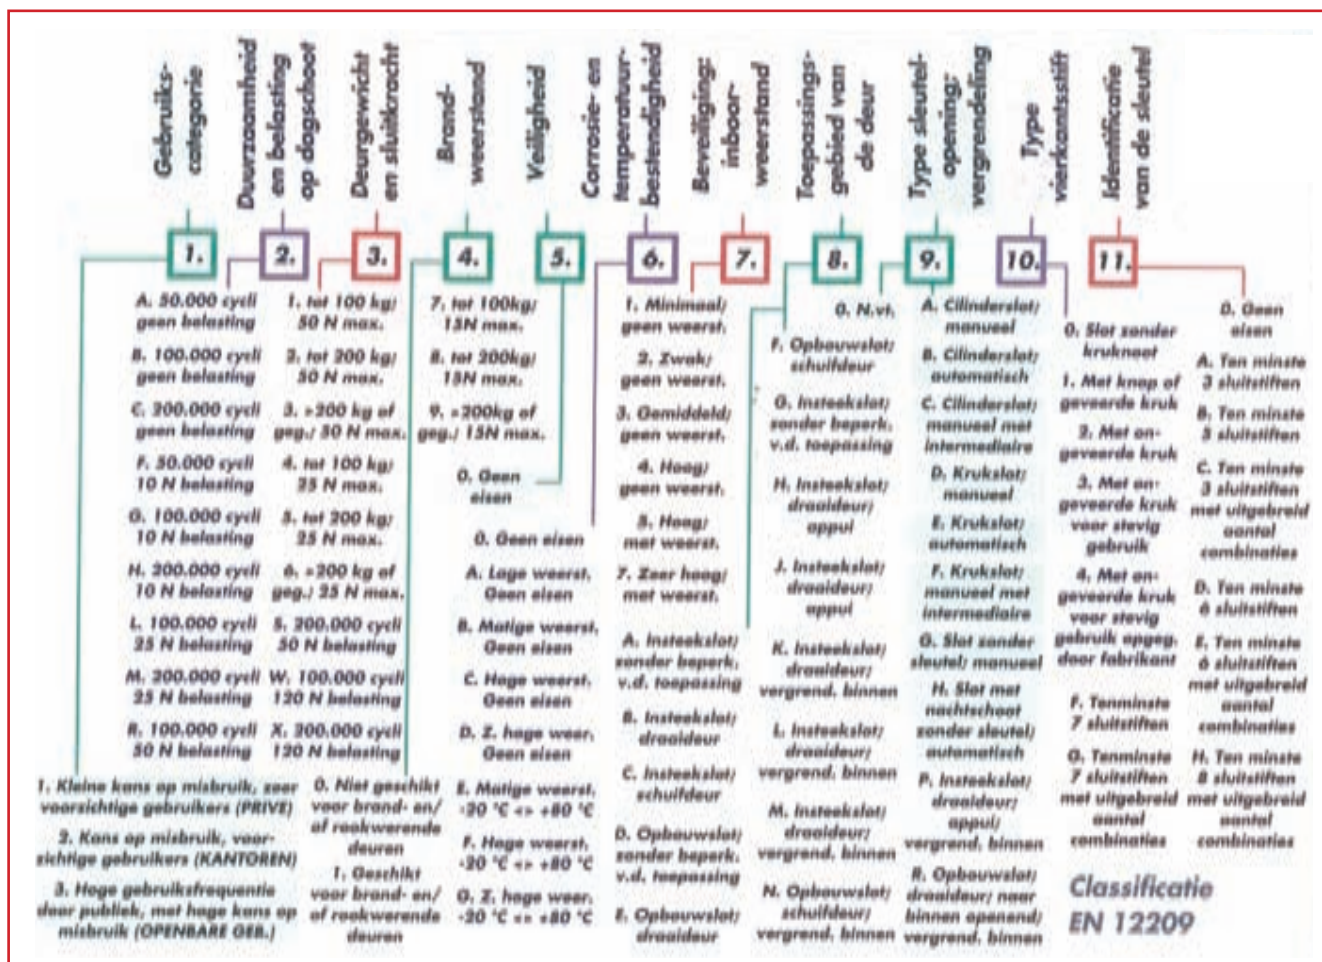 Gebruiks-
categorie
Duurzaamheid
en belasting
op dagschoot
Deurgewicht
en sluitkracht
Brand-
weerstand
Veiligheid
Corrosie- en
temperatuur-
bestendigheid
Beveiliging:
inboor-
weerstand
Toepassings-
gebied van
de deur
Type sleutel-
opening;
vergrendeling
Type
vierkantsstift
Identificatie
van de sleutel
1.
2.
3.
4.
5.
6.
7.
8.
9.
10.
11.
A. 50.000 cycli
geen belasting
B. 100.000 cycli
geen belasting
C. 200.000 cycli
geen belasting
F. 50.000 cycli
10 N belasting
G. 100.000 cycli
10 N belasting
H. 200.000 cycli
10 N belasting
L. 100.000 cycli
25 N belasting
M. 200.000 cycli
25 N belasting
R. 100.000 cycli
50 N belasting
S. 200.000 cycli
50 N belasting
W. 100.000 cycli
120 N belasting
X. 200.000 cycli
120 N belasting
1. tot 100 kg;
50 N max.
2. tot 200 kg;
50 N max.
3. >200 kg of
geg.; 50 N max.
4. tot 100 kg;
25 N max.
5. tot 200 kg;
25 N max.
6. >200 kg of
geg.; 25 N max.
7. tot 100kg;
15N max.
8. tot 200kg;
15N max.
9. >200kg of
geg.; 15N max.
1. Kleine kans op misbruik, zeer
voorsichtige gebruikers (PRIVE)
2. Kans op misbruik, voor-
sichtige gebruikers (KANTOREN)
3. Hoge gebruiksfrequentie
door publiek, met hoge kans op
misbruik (OPENBARE GEB.)
0. Niet geschikt
voor brand- en/
of rookwerende
deuren
1. Geschikt
voor brand- en/
of rookwerende
deuren
0. Geen
eisen
0. Geen eisen
A. Lage weerst.
Geen eisen
B. Matige weerst.
Geen eisen
C. Hoge weerst.
Geen eisen
D. Z. hoge weer.
Geen eisen
E. Matige weerst.
-20 °C <> +80 °C
F. Hoge weerst.
-20 °C <> +80 °C
G. Z. hoge weer.
-20 °C <> +80 °C
1. Minimaal;
geen weerst.
2. Zwak;
geen weerst.
3. Gemiddeld;
geen weerst.
4. Hoog;
geen weerst.
5. Hoog;
met weerst.
7. Zeer hoog;
met weerst.
A. Insteekslot;
zonder beperk.
v.d. toepassing
B. Insteekslot;
draaideur
C. Insteekslot;
schuifdeur
D. Opbouwslot;
zonder beperk.
v.d. toepassing
E. Opbouwslot;
draaideur
F. Opbouwslot;
schuifdeur
G. Insteekslot;
zonder beperk.
v.d. toepassing
H. Insteekslot;
draaideur;
appui
J. Insteekslot;
draaideur;
appui
K. Insteekslot;
draaideur;
vergrend. binnen
L. Insteekslot;
draaideur;
vergrend. binnen
M. Insteekslot;
draaideur;
vergrend. binnen
N. Opbouwslot;
schuifdeur;
vergrend. binnen
P. Insteekslot;
draaideur;
appui;
vergrend. binnen
R. Opbouwslot;
draaideur; naar
binnen openend;
vergrend. binnen
0. N.vt.
A. Cilinderslot;
manueel
B. Cilinderslot;
automatisch
C. Cilinderslot;
manueel met
intermediaire
D. Krukslot;
manueel
E. Krukslot;
automatisch
F. Krukslot;
manueel met
intermediaire
G. Slot zonder
sleutel; manueel
H. Slot met
nachtschoot
zonder sleutel;
automatisch
0. Slot zonder
kruknoot
1. Met knop of
geveerde kruk
2. Met on-
geveerde kruk
3. Met on-
geveerde kruk
voor stevig
gebruik
4. Met on-
geveerde kruk
voor stevig
gebruik opgeg.
door fabrikant
0. Geen
eisen
A. Ten minste
3 sluitstiften
B. Ten minste
5 sluitstiften
C. Ten minste
3 sluitstiften
met uitgebreid
aantal
combinaties
D. Ten minste
6 sluitstiften
E. Ten minste
6 sluitstiften
met uitgebreid
aantal
combinaties
F. Tenminste
7 sluitstiften
G. Tenminste
7 sluitstiften
met uitgebreid
aantal
combinaties
H. Ten minste
8 sluitstiften
met uitgebreid
aantal
combinaties
Classificatie
EN 12209